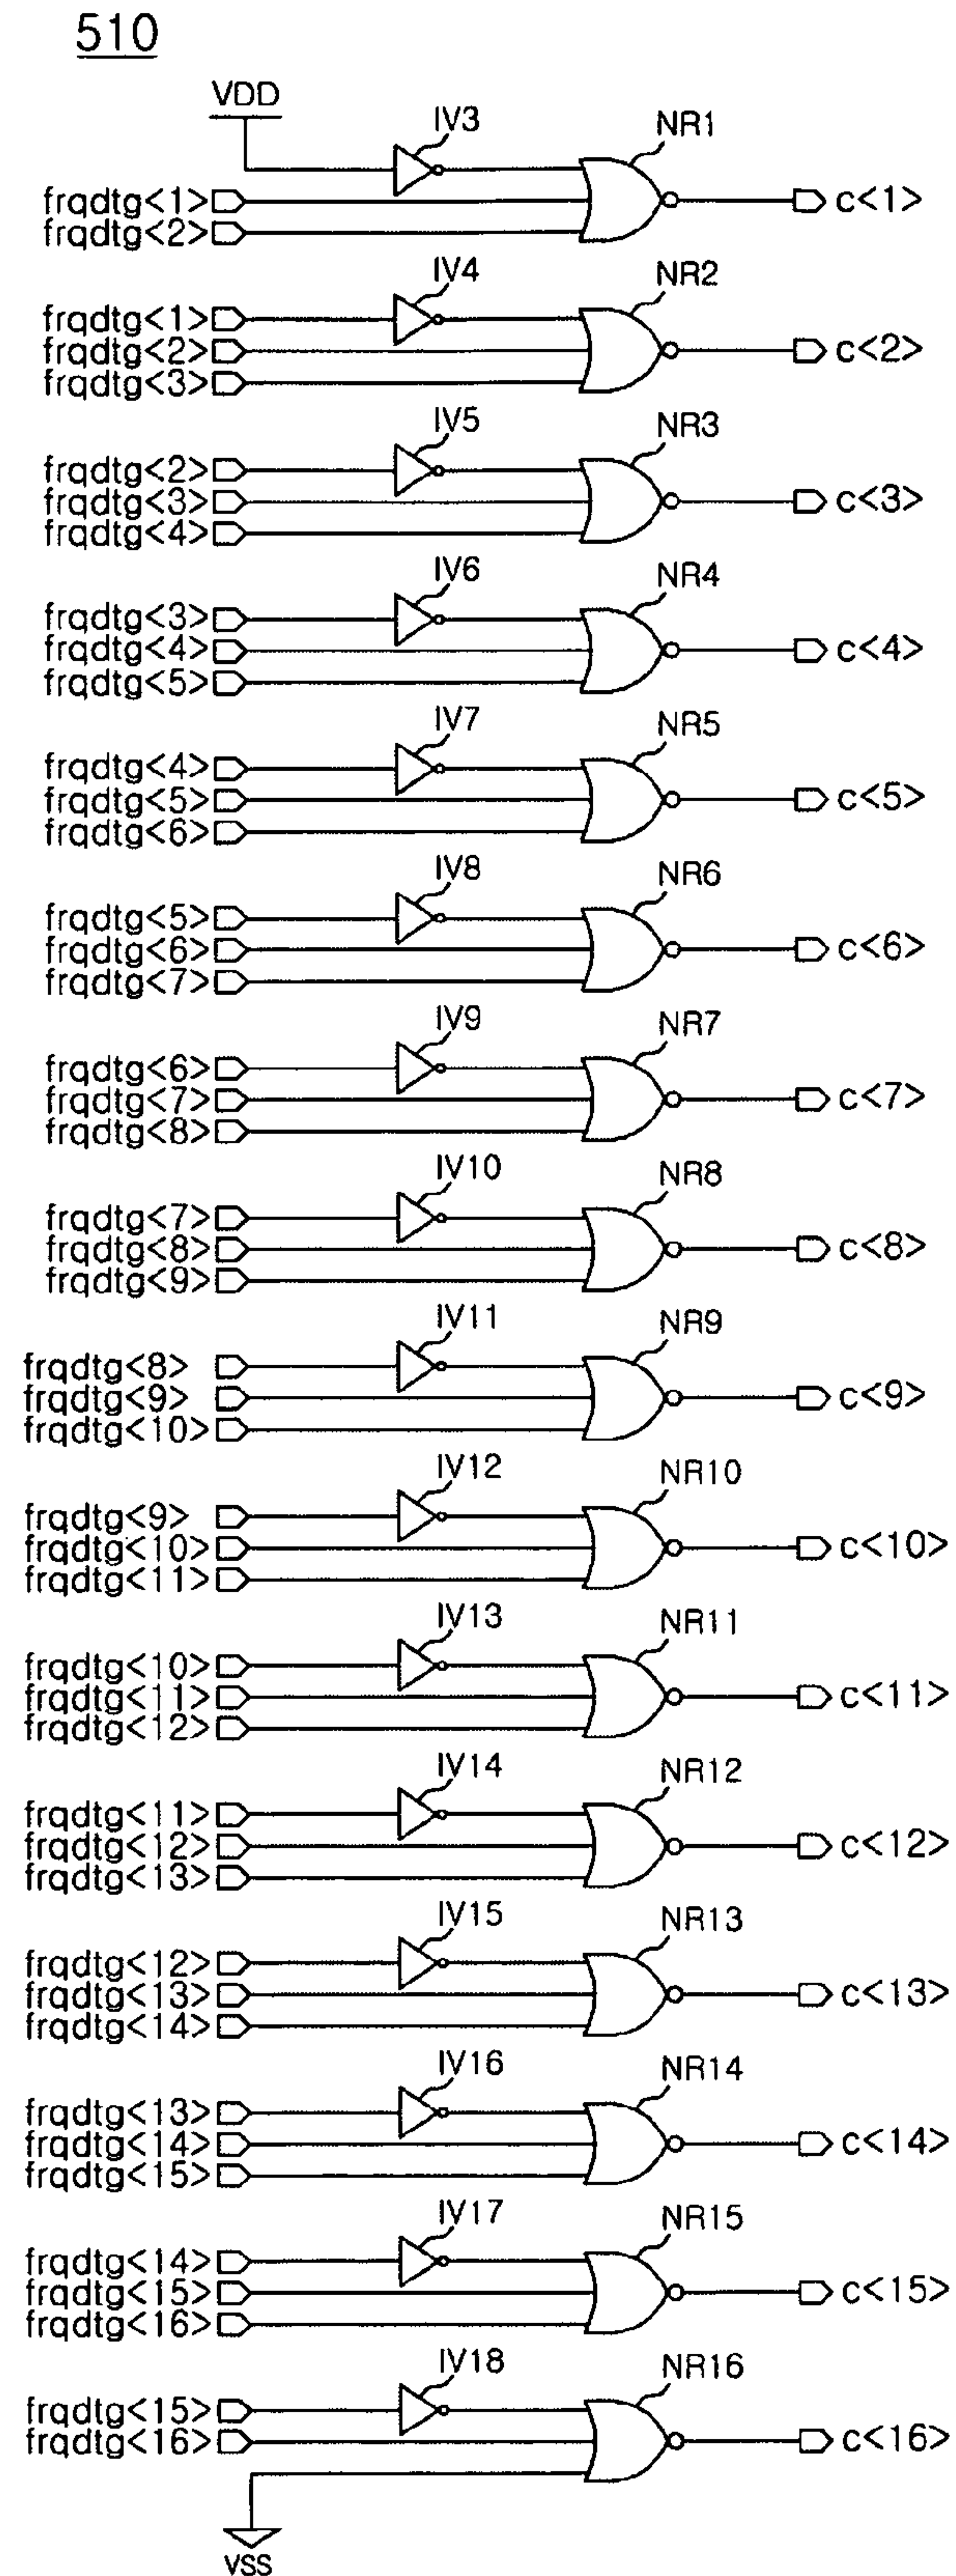 510
VDD
IV3
NR1
frqdtg<1>
c<1>
frqdtg<2>
IV4
NR2
frqdtg<1>
frqdtg<2>
c<2>
frqdtg<3>
IV5
NR3
frqdtg<2>
frqdtg<3>
c<3>
frqdtg<4>
IV6
NR4
frqdtg<3>
frqdtg<4>
c<4>
frqdtg<5>
IV7
NR5
frqdtg<4>
frqdtg<5>
c<5>
frqdtg<6>
IV8
NR6
frqdtg<5>
frqdtg<6>
c<6>
frqdtg<7>
IV9
NR7
frqdtg<6>
frqdtg<7>
c<7>
frqdtg<8>
IV10
NR8
frqdtg<7>
frqdtg<8>
c<8>
frqdtg<9>
IV11
NR9
frqdtg<8>
frqdtg<9>
c<9>
frqdtg<10>
IV12
NR10
frqdtg<9>
frqdtg<10>
c<10>
frqdtg<11>
IV13
NR11
frqdtg<10>
frqdtg<11>
c<11>
frqdtg<12>
IV14
NR12
frqdtg<11>
frqdtg<12>
c<12>
frqdtg<13>
IV15
NR13
frqdtg<12>
frqdtg<13>
c<13>
frqdtg<14>
IV16
NR14
frqdtg<13>
frqdtg<14>
c<14>
frqdtg<15>
IV17
NR15
frqdtg<14>
frqdtg<15>
c<15>
frqdtg<16>
IV18
NR16
frqdtg<15>
frqdtg<16>
c<16>
VSS